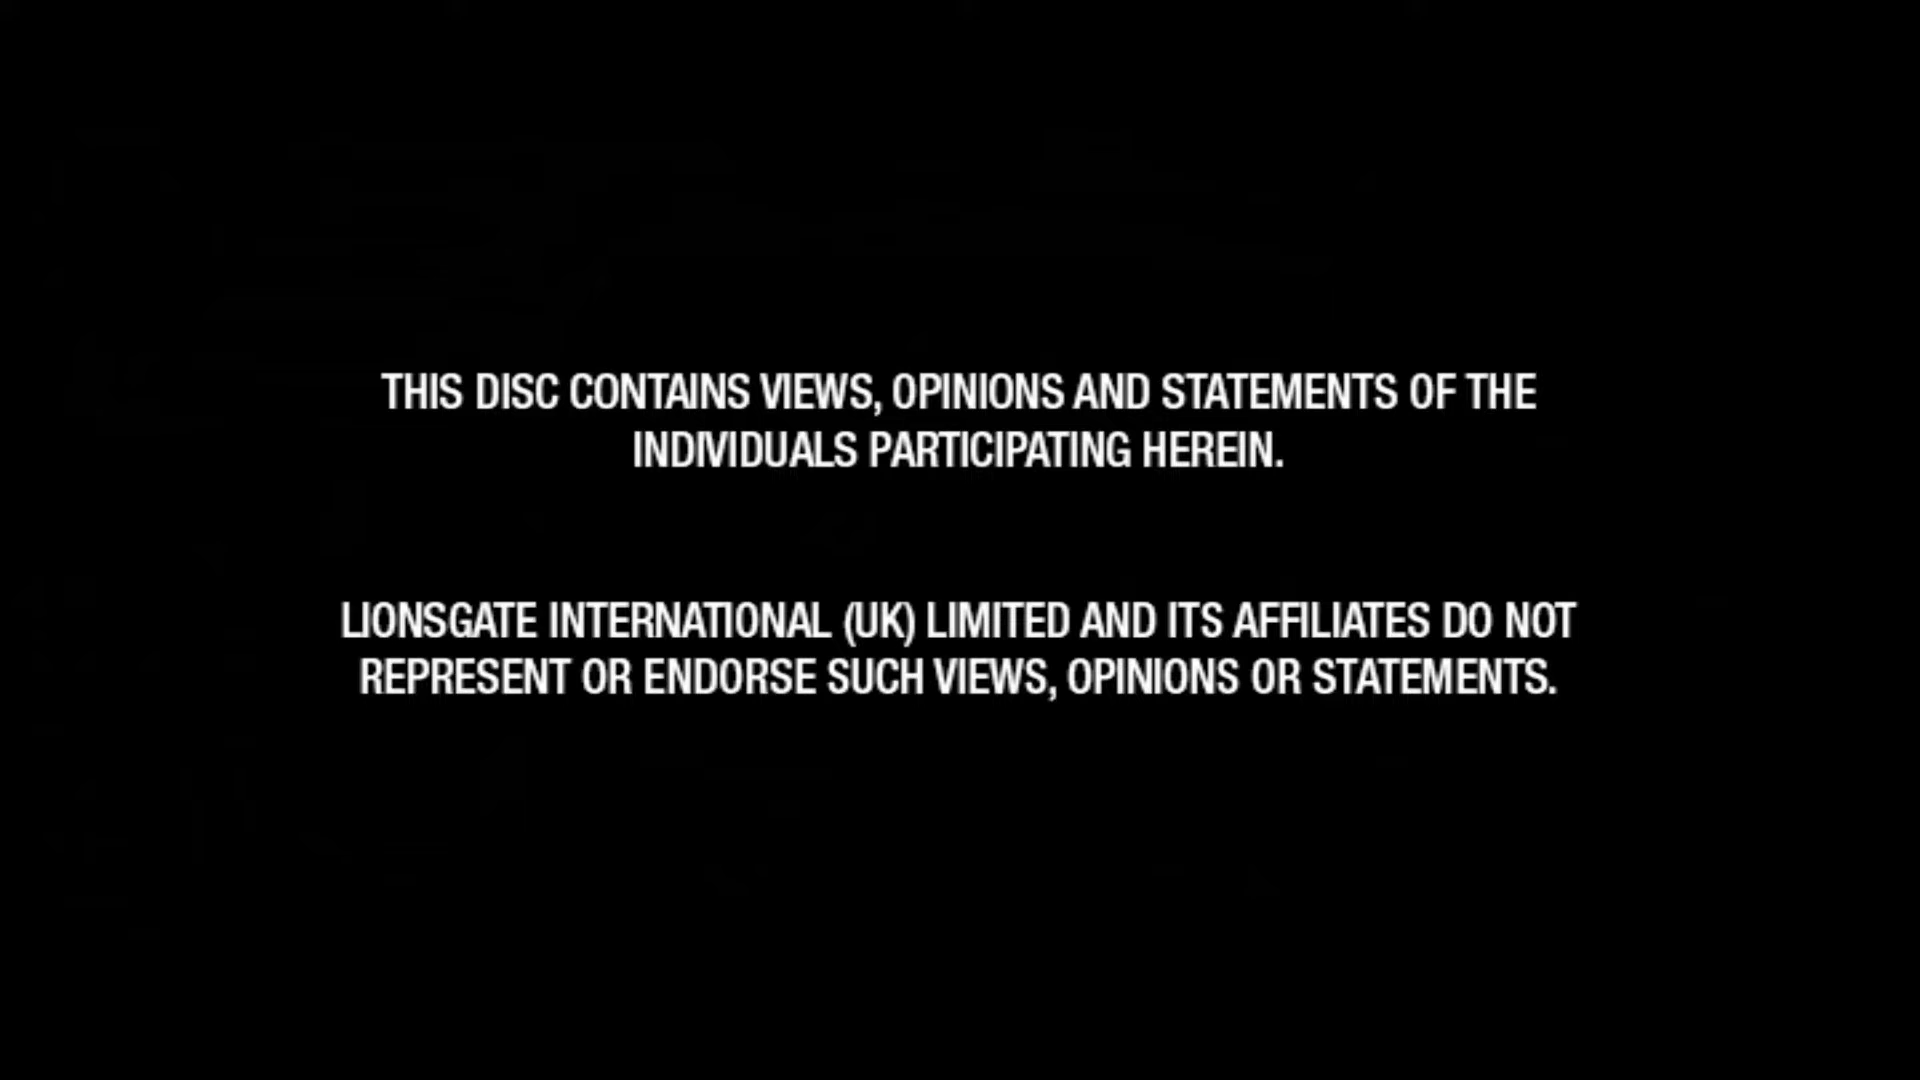 THIS DISC CONTAINS VIEWS, OPINIONS AND STATEMENTS OF THE
INDIVIDUALS PARTICIPATING HEREIN.
LIONSGATE INTERNATIONAL (UK) LIMITED AND ITS AFFILIATES DO NOT
REPRESENT OR ENDORSE SUCH VIEWS, OPINIONS OR STATEMENTS.